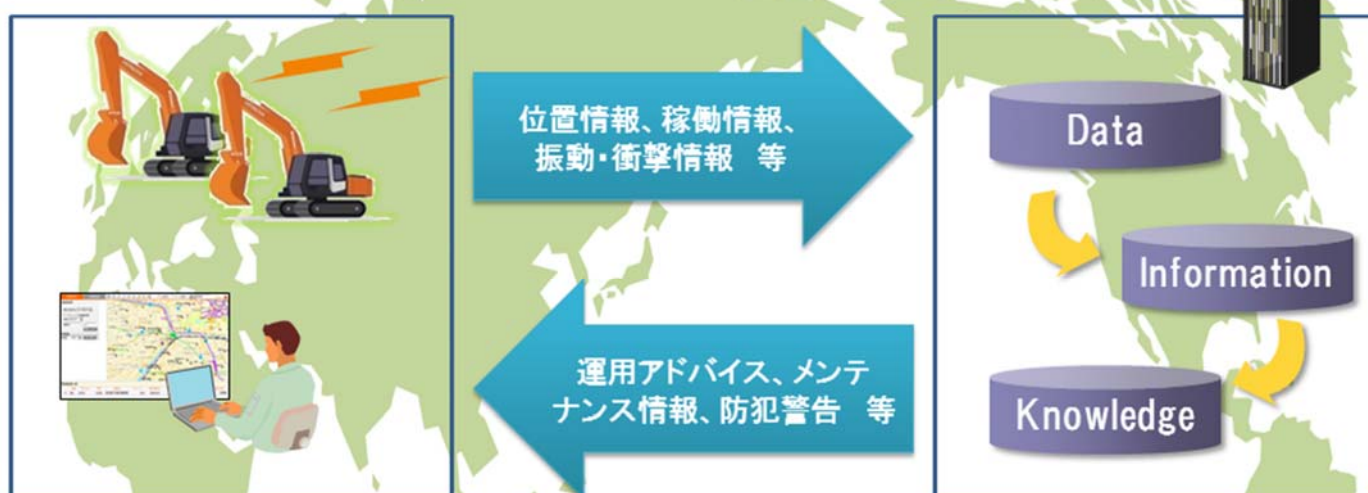 位置情報、稼働情報、
振動・衝撃情報　等
Data
Information
運用アドバイス、メンテ
ナンス情報、防犯警告　等
Knowledge